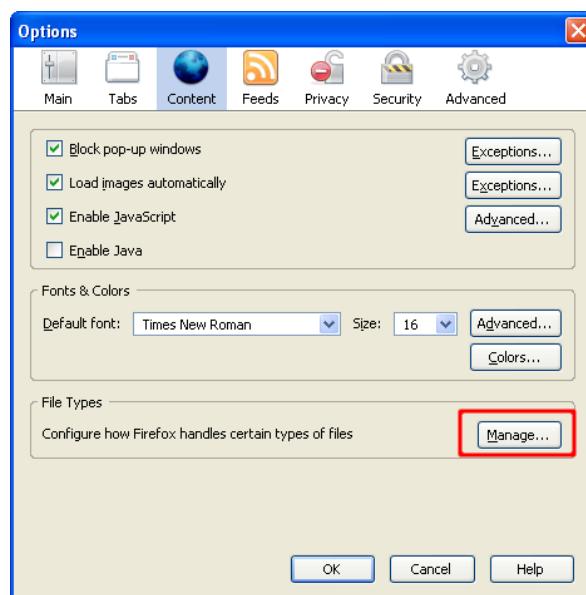 Options
Main Tabs Content Feeds Privacy Security Advanced
Block pop-up windows Exceptions...
Load images automatically Exceptions...
Enable JavaScript Advanced...
Enable Java
Fonts & Colors
Default font: Times New Roman Size: 16 Advanced...
Colors...
File Types
Configure how Firefox handles certain types of files Manage...
OK Cancel Help